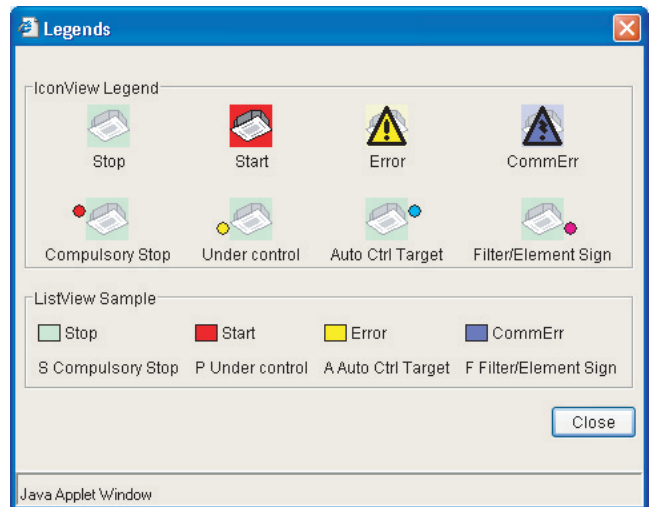 Legends
IconView Legend
Stop Start Error CommErr
Compulsory Stop Under control Auto Ctrl Target Filter/Element Sign
ListView Sample
Stop Start Error CommErr
S Compulsory Stop P Under control A Auto Ctrl Target F Filter/Element Sign
Close
Java Applet Window